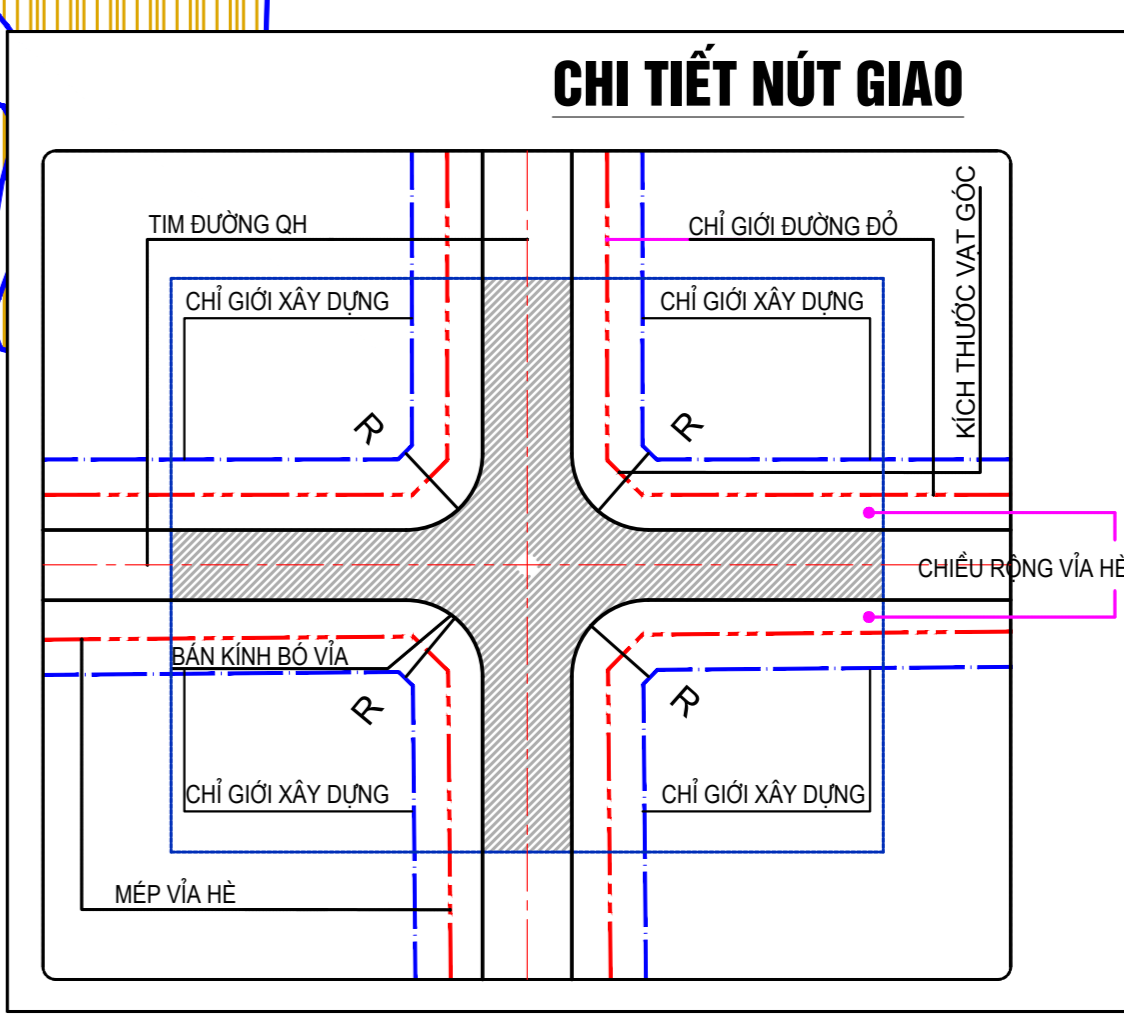 CHI TIẾT NÚT GIAO
TIM ĐƯỜNG QH
CHỈ GIỚI ĐƯỜNG ĐỎ
KÍCH THƯỚC VẠT GÓC
CHỈ GIỚI XÂY DỰNG
CHỈ GIỚI XÂY DỰNG
R
R
CHIỀU RỘNG VỈA HÈ
BÁN KÍNH BÓ VỈA
R
R
CHỈ GIỚI XÂY DỰNG
CHỈ GIỚI XÂY DỰNG
MÉP VỈA HÈ